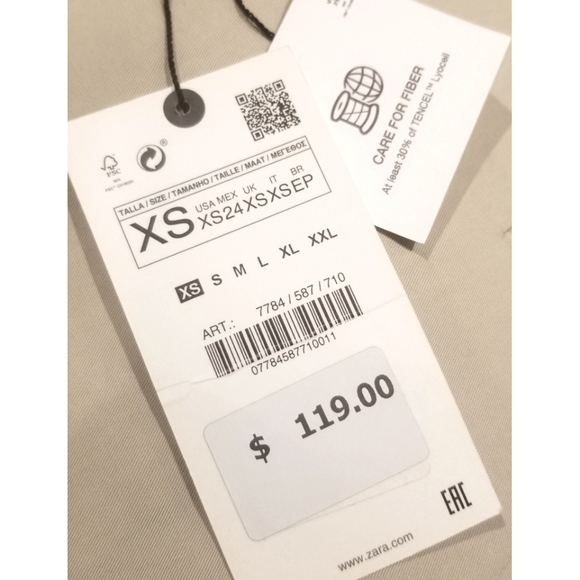 CARE FOR FIBER
At least 30% of TENCEL™ Lyocell
FSC
®
TALLA / SIZE / TAMANHO / TAILLE / MAAT / ΜΕΓΕΘΟΣ
XS
USA MEX UK IT BR
XS 24 XS XS EP
XS S M L XL XXL
ART.: 7784 / 587 / 710
07784587710011
$ 119.00
EAC
www.zara.com